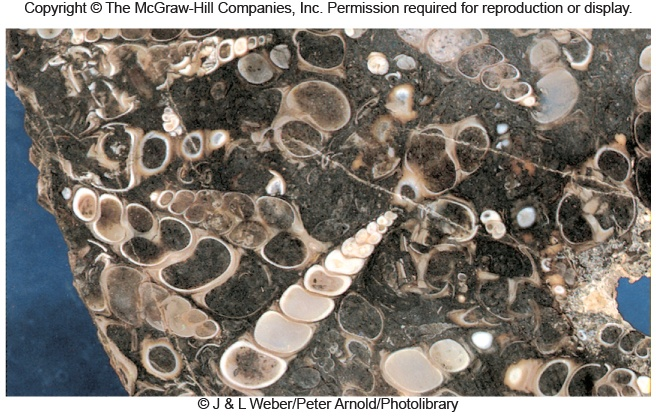 Copyright © The McGraw-Hill Companies, Inc. Permission required for reproduction or display.
© J & L Weber/Peter Arnold/Photolibrary